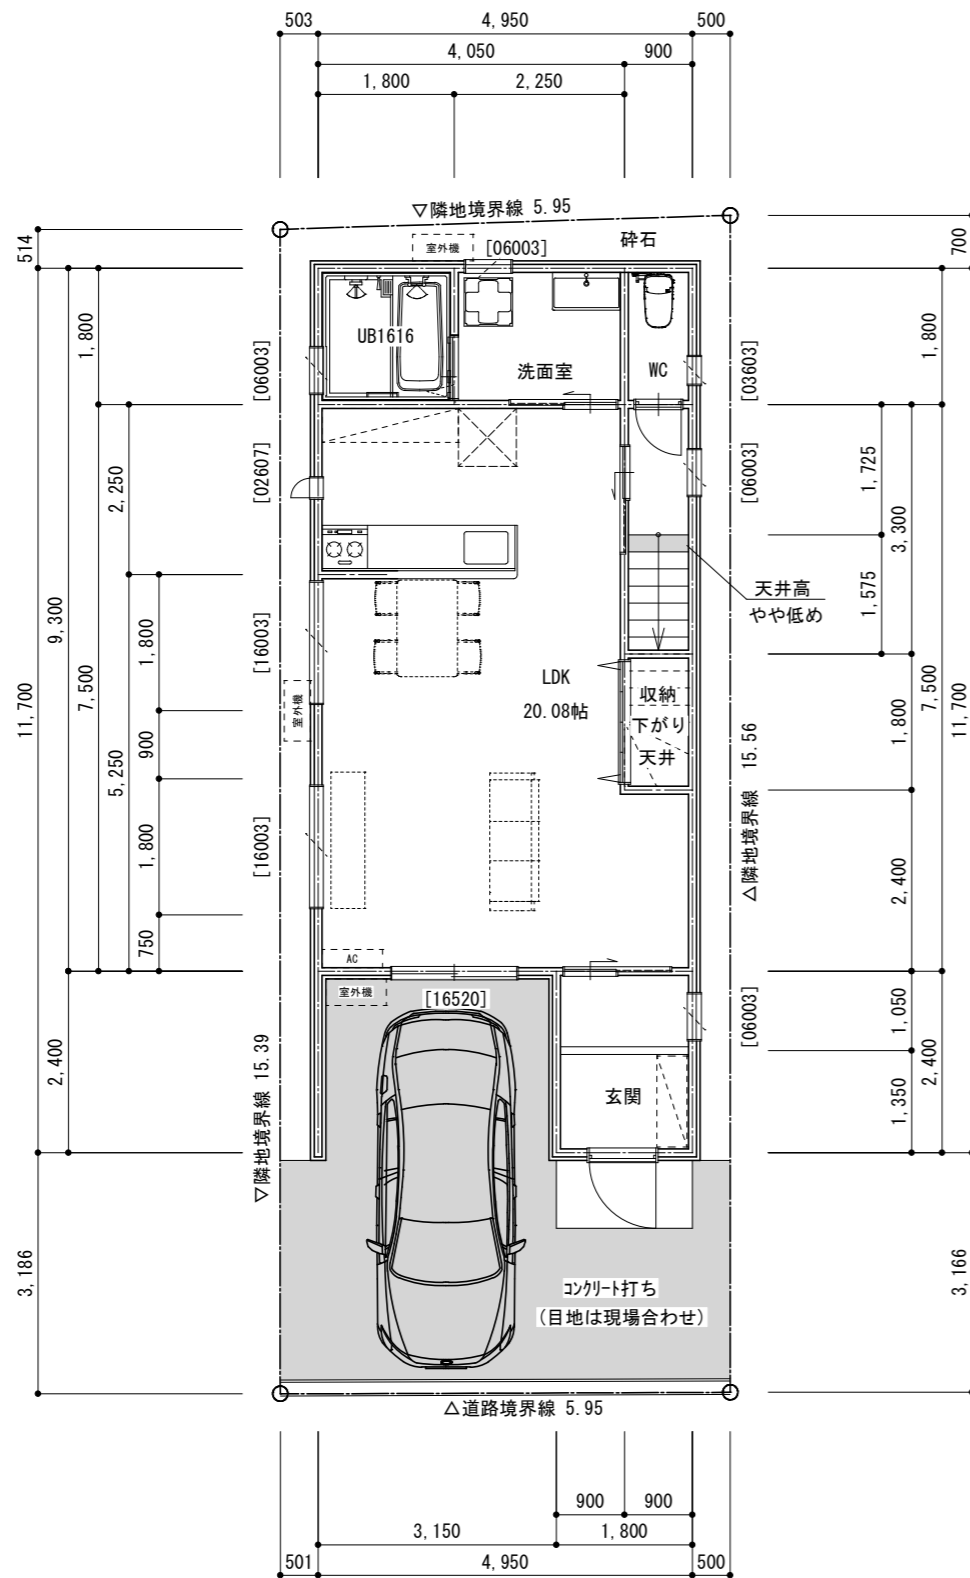 503 4,950 500
4,050 900
1,800 2,250
▽隣地境界線 5.95
514
700
室外機 [06003] 砕石
UB1616
洗面室
WC
1,800
[06003]
[03603]
1,800
[02607]
[06003]
2,250
1,725
3,300
1,575
天井高
やや低め
9,300
11,700
7,500
1,800
[16003]
LDK
20.08帖
収納
下がり
天井
室外機
900
5,250
1,800
7,500
11,700
15.56
△隣地境界線
[16003]
1,800
2,400
750
AC
室外機
[16520]
[06003]
1,050
2,400
1,350
2,400
玄関
▽隣地境界線 15.39
コンクリート打ち
(目地は現場合わせ)
3,186
3,166
△道路境界線 5.95
900 900
3,150 1,800
501 4,950 500